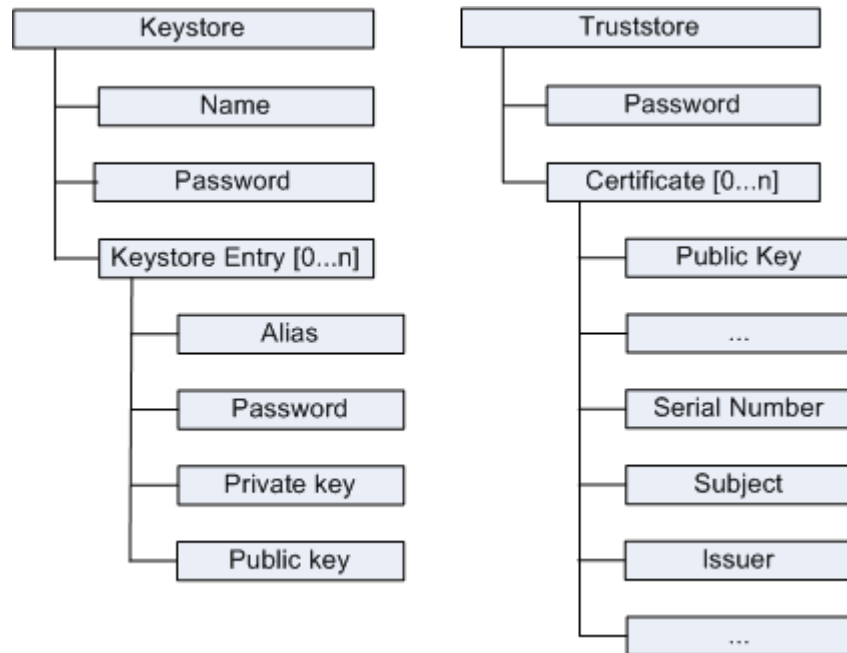 Keystore
Name
Password
Keystore Entry [0...n]
Alias
Password
Private key
Public key
Truststore
Password
Certificate [0...n]
Public Key
...
Serial Number
Subject
Issuer
...